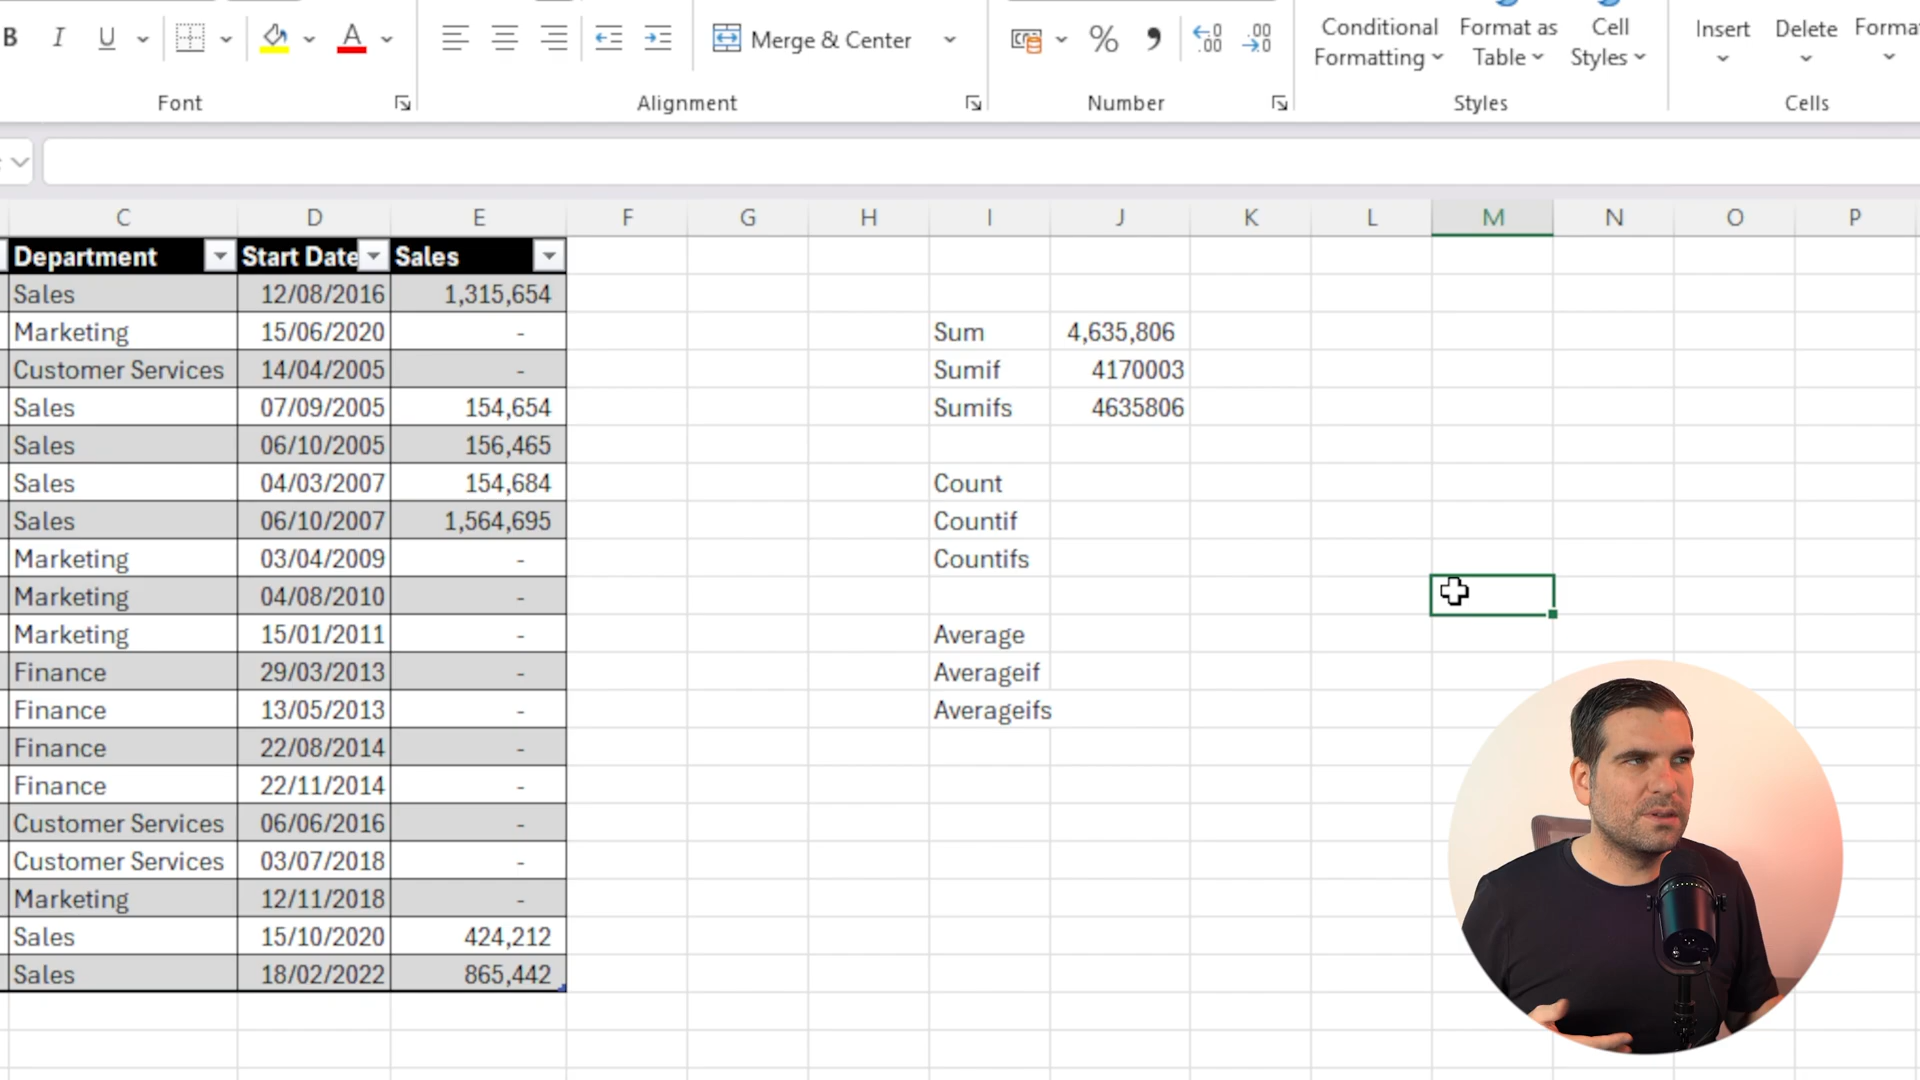 B I U A Merge & Center % .00 .00 Conditional Formatting Format as Table Cell Styles Insert Delete
Font Alignment Number Styles Cells
C D E F G H I J K L M N O P
Department Start Date Sales
Sales 12/08/2016 1,315,654
Marketing 15/06/2020 - Sum 4,635,806
Customer Services 14/04/2005 - Sumif 4170003
Sales 07/09/2005 154,654 Sumifs 4635806
Sales 06/10/2005 156,465
Sales 04/03/2007 154,684 Count
Sales 06/10/2007 1,564,695 Countif
Marketing 03/04/2009 - Countifs
Marketing 04/08/2010 -
Marketing 15/01/2011 - Average
Finance 29/03/2013 - Averageif
Finance 13/05/2013 - Averageifs
Finance 22/08/2014 -
Finance 22/11/2014 -
Customer Services 06/06/2016 -
Customer Services 03/07/2018 -
Marketing 12/11/2018 -
Sales 15/10/2020 424,212
Sales 18/02/2022 865,442